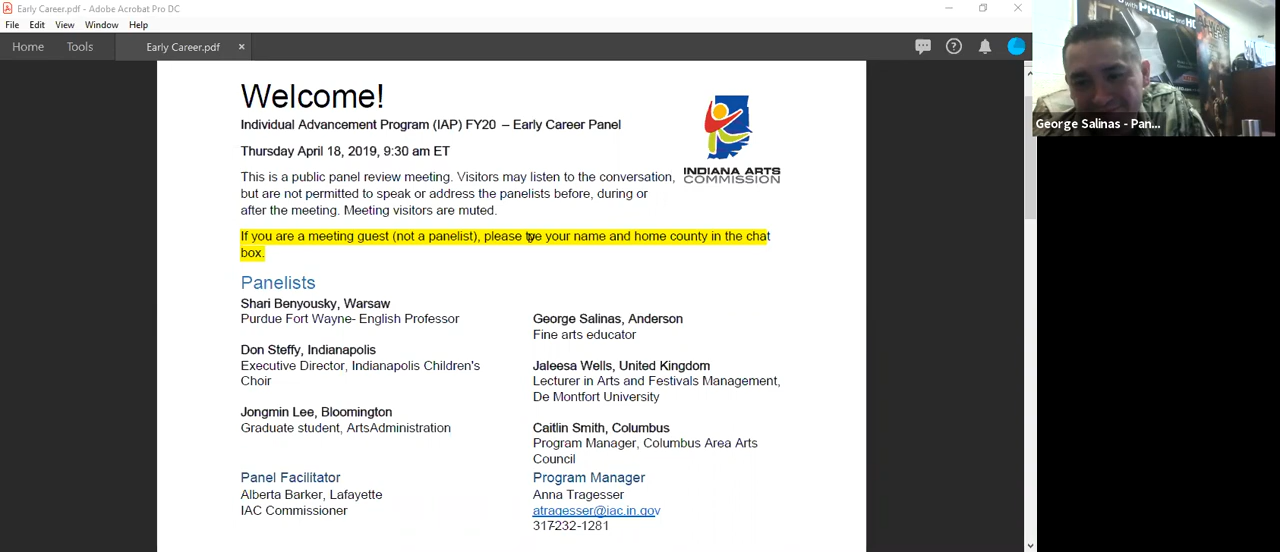 Early Career.pdf - Adobe Acrobat Pro DC
File Edit View Window Help
Home Tools Early Career.pdf
Welcome!
Individual Advancement Program (IAP) FY20 – Early Career Panel
Thursday April 18, 2019, 9:30 am ET
This is a public panel review meeting. Visitors may listen to the conversation,
but are not permitted to speak or address the panelists before, during or
after the meeting. Meeting visitors are muted.
INDIANA ARTS
COMMISSION
If you are a meeting guest (not a panelist), please type your name and home county in the chat
box.
Panelists
Shari Benyousky, Warsaw
Purdue Fort Wayne- English Professor
Don Steffy, Indianapolis
Executive Director, Indianapolis Children's
Choir
Jongmin Lee, Bloomington
Graduate student, ArtsAdministration
George Salinas, Anderson
Fine arts educator
Jaleesa Wells, United Kingdom
Lecturer in Arts and Festivals Management,
De Montfort University
Caitlin Smith, Columbus
Program Manager, Columbus Area Arts
Council
Panel Facilitator
Alberta Barker, Lafayette
IAC Commissioner
Program Manager
Anna Tragesser
atragesser@iac.in.gov
317-232-1281
with PRIDE and
George Salinas - Pan...